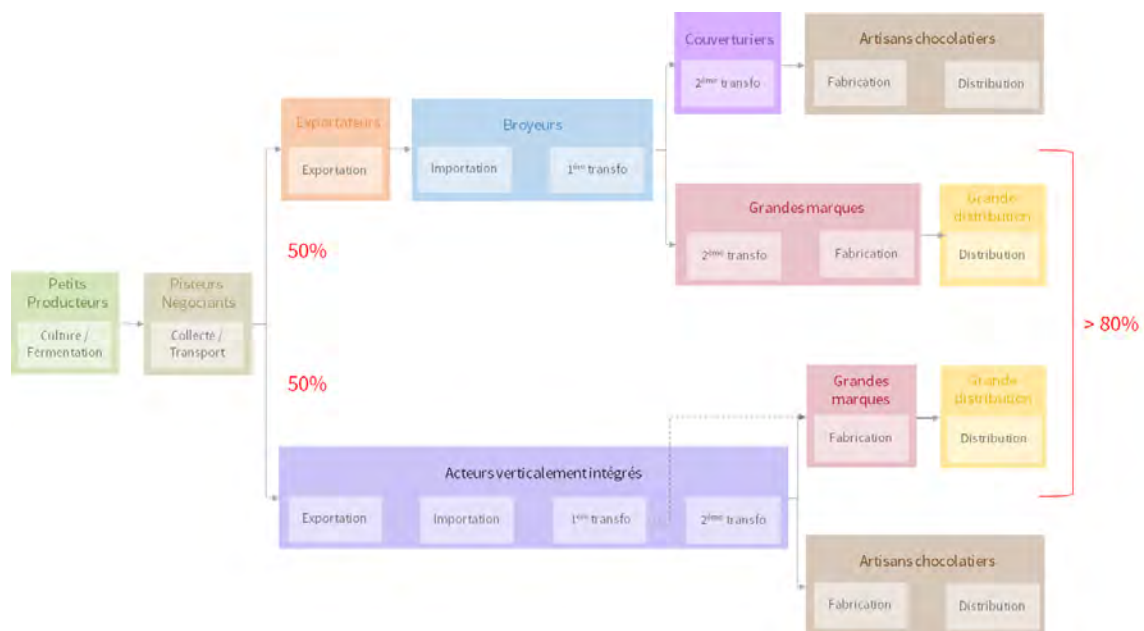 Couverturiers
2ème transfo
Artisans chocolatiers
Fabrication
Distribution
Exportateurs
Exportation
Broyeurs
Importation
1ère transfo
Grandes marques
2ème transfo
Fabrication
Grande
distribution
Distribution
50%
Petits
Producteurs
Culture /
Fermentation
Pisteurs
Négociants
Collecte /
Transport
> 80%
50%
Grandes
marques
Fabrication
Grande
distribution
Distribution
Acteurs verticalement intégrés
Exportation
Importation
1ère transfo
2ème transfo
Artisans chocolatiers
Fabrication
Distribution